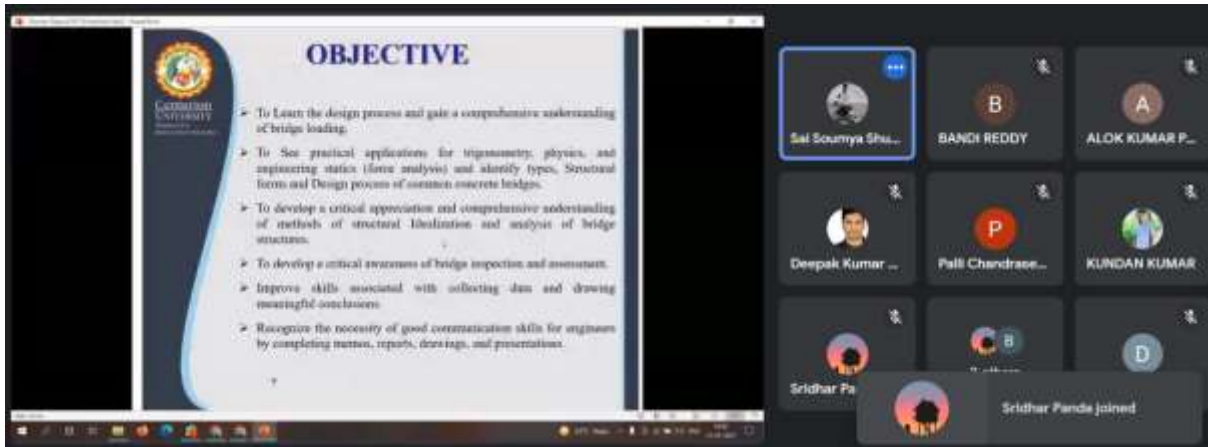 OBJECTIVE
CENTURION
UNIVERSITY
➢ To Learn the design process and gain a comprehensive understanding
of bridge loading.
➢ To See practical applications for trigonometry, physics, and
engineering statics (force analysis) and identify types, Structural
forms and Design process of common concrete bridges.
➢ To develop a critical appreciation and comprehensive understanding
of methods of structural Idealization and analysis of bridge
structures.
➢ To develop a critical awareness of bridge inspection and assessment.
➢ Improve skills associated with collecting data and drawing
meaningful conclusions.
➢ Recognize the necessity of good communication skills for engineers
by completing memos, reports, drawings, and presentations.
Sai Soumya Shu...
B
BANDI REDDY
A
ALOK KUMAR P...
Deepak Kumar ...
P
Palli Chandrase...
KUNDAN KUMAR
Sridhar Pa
B
others
D
Sridhar Panda joined